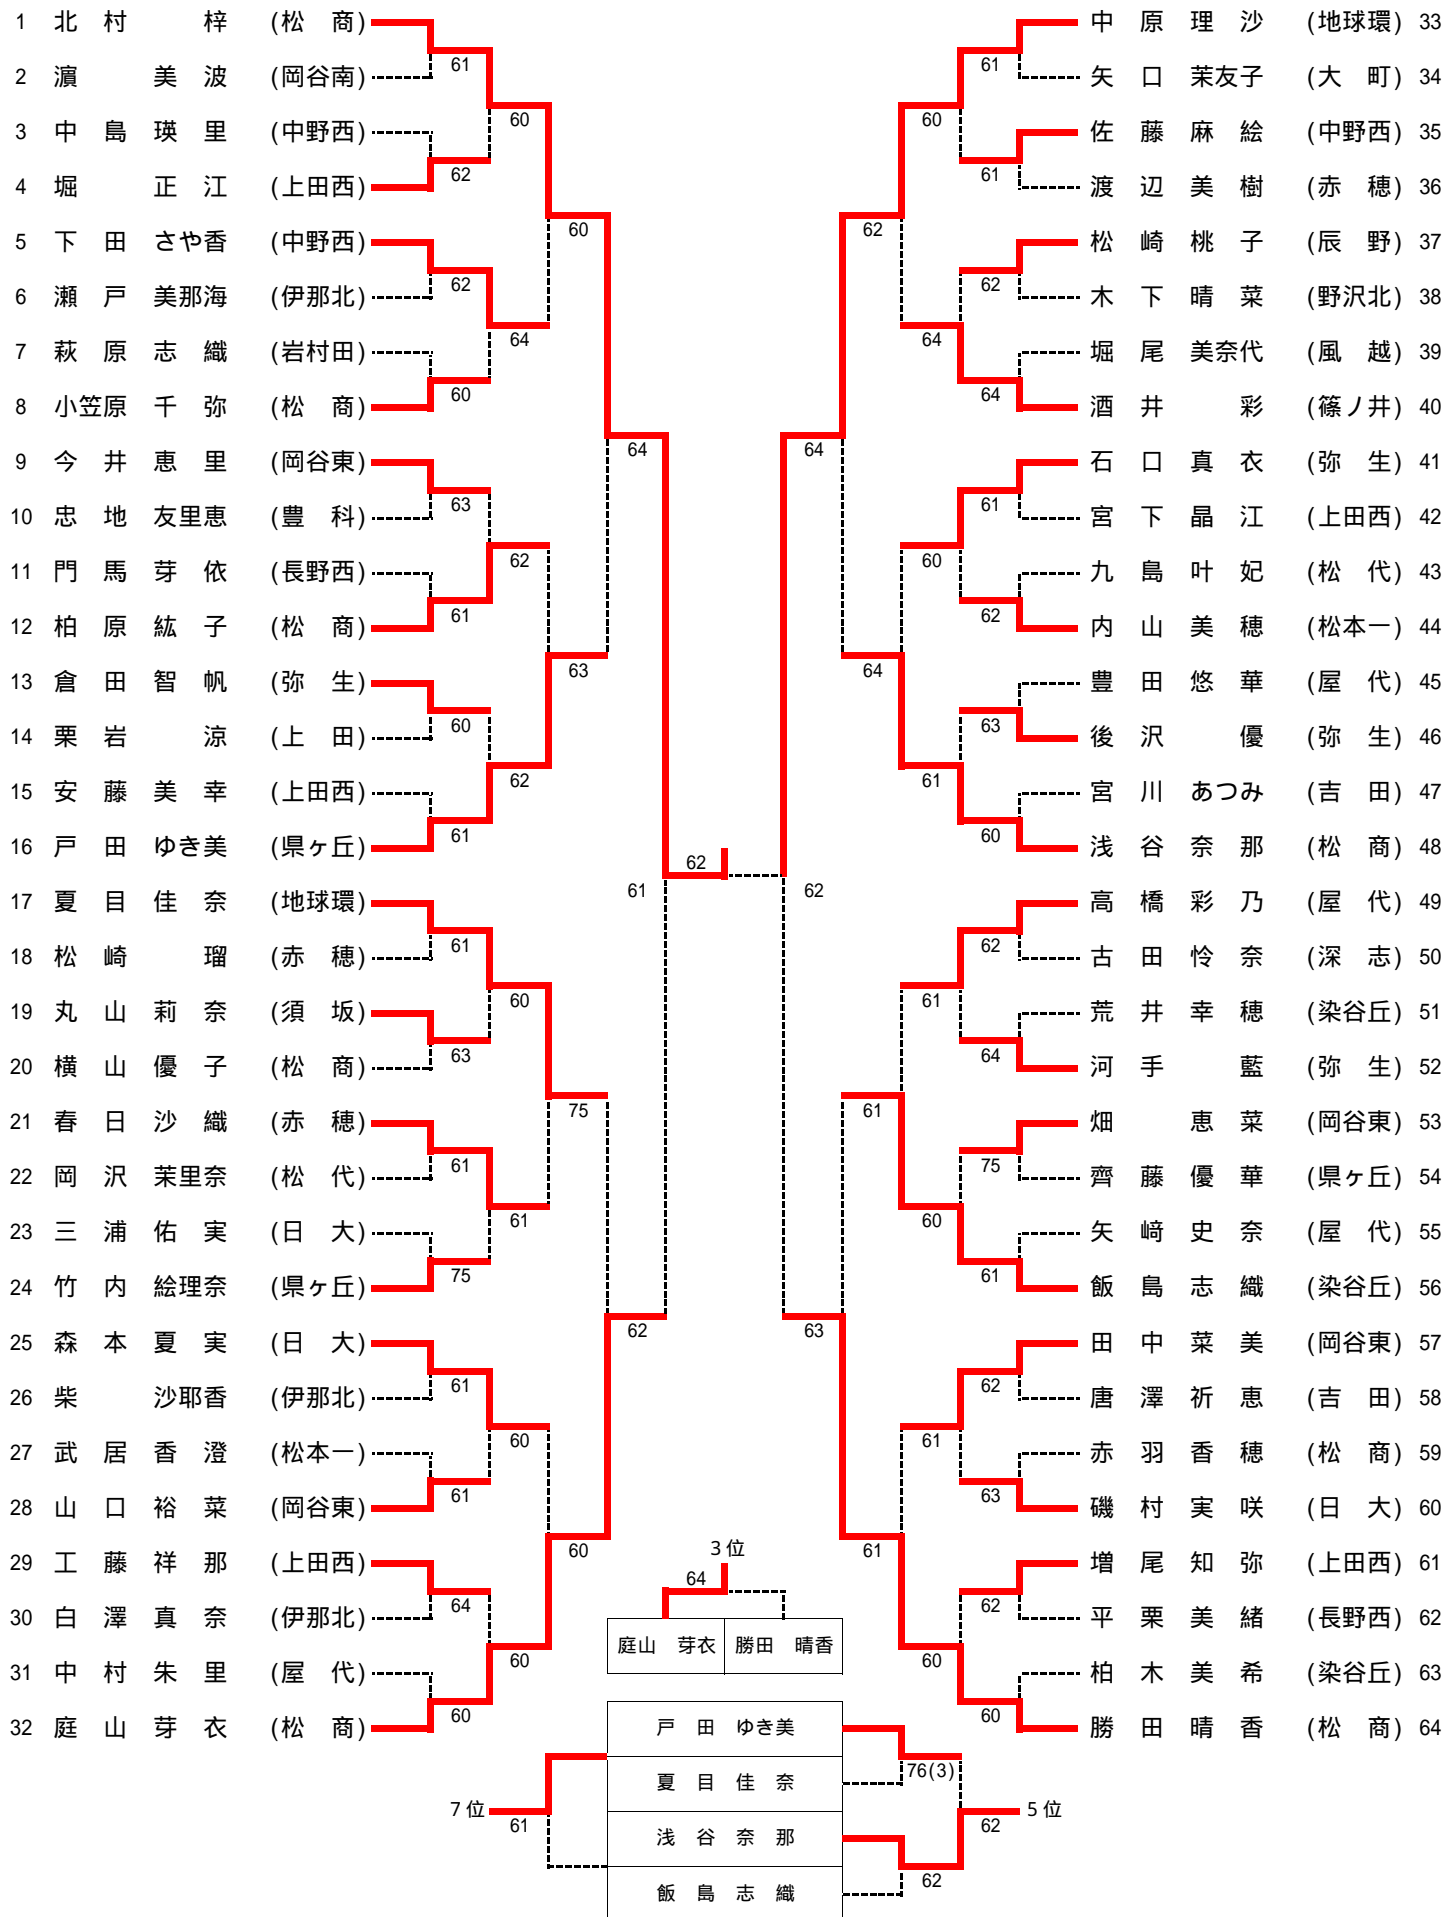 1 北村 梓 (松 商)
2 濵 美波 (岡谷南)
61
3 中島瑛里 (中野西)
60
4 堀 正江 (上田西)
62
5 下田さや香 (中野西)
60
6 瀬戸美那海 (伊那北)
62
7 萩原志織 (岩村田)
64
8 小笠原千弥 (松 商)
60
64
9 今井恵里 (岡谷東)
10 忠地友里恵 (豊 科)
63
11 門馬芽依 (長野西)
62
12 柏原紘子 (松 商)
61
13 倉田智帆 (弥 生)
63
14 栗岩 涼 (上 田)
60
15 安藤美幸 (上田西)
62
16 戸田ゆき美 (県ヶ丘)
61
61
62
17 夏目佳奈 (地球環)
18 松崎 瑠 (赤 穂)
61
19 丸山莉奈 (須 坂)
60
20 横山優子 (松 商)
63
21 春日沙織 (赤 穂)
75
22 岡沢茉里奈 (松 代)
61
23 三浦佑実 (日 大)
61
24 竹内絵理奈 (県ヶ丘)
75
62
25 森本夏実 (日 大)
26 柴 沙耶香 (伊那北)
61
27 武居香澄 (松本一)
60
28 山口裕菜 (岡谷東)
61
29 工藤祥那 (上田西)
60
30 白澤真奈 (伊那北)
64
31 中村朱里 (屋 代)
60
32 庭山芽衣 (松 商)
60
中原理沙 (地球環) 33
61
矢口茉友子 (大 町) 34
60
佐藤麻絵 (中野西) 35
61
渡辺美樹 (赤 穂) 36
62
松崎桃子 (辰 野) 37
62
木下晴菜 (野沢北) 38
64
堀尾美奈代 (風 越) 39
64
酒井 彩 (篠ノ井) 40
64
石口真衣 (弥 生) 41
61
宮下晶江 (上田西) 42
60
九島叶妃 (松 代) 43
62
内山美穂 (松本一) 44
64
豊田悠華 (屋 代) 45
63
後沢 優 (弥 生) 46
61
宮川あつみ (吉 田) 47
60
浅谷奈那 (松 商) 48
62
高橋彩乃 (屋 代) 49
62
古田怜奈 (深 志) 50
61
荒井幸穂 (染谷丘) 51
64
河手 藍 (弥 生) 52
61
畑 恵菜 (岡谷東) 53
75
齊藤優華 (県ヶ丘) 54
60
矢﨑史奈 (屋 代) 55
61
飯島志織 (染谷丘) 56
63
田中菜美 (岡谷東) 57
62
唐澤祈恵 (吉 田) 58
61
赤羽香穂 (松 商) 59
63
磯村実咲 (日 大) 60
61
増尾知弥 (上田西) 61
62
平栗美緒 (長野西) 62
60
柏木美希 (染谷丘) 63
60
勝田晴香 (松 商) 64
3位
64
庭山 芽衣 勝田 晴香
戸田ゆき美
76(3)
夏目佳奈
7位 5位
61 62
浅谷奈那
62
飯島志織